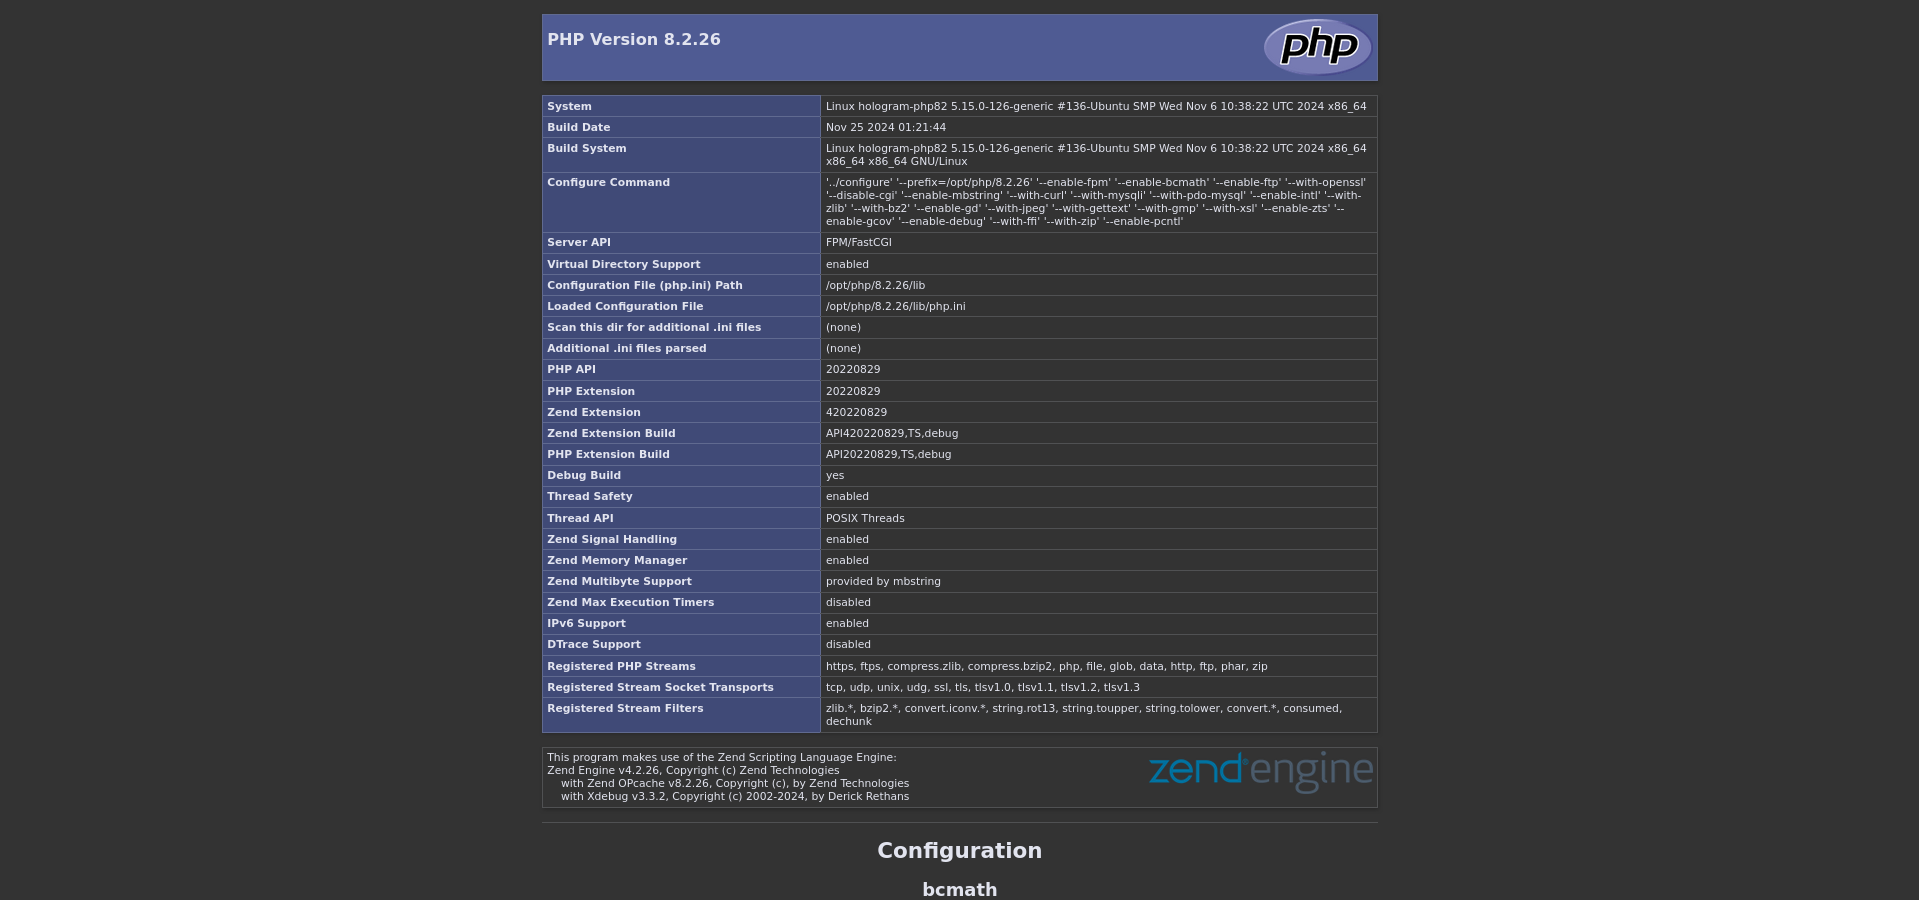 PHP Version 8.2.26
php
System Linux hologram-php82 5.15.0-126-generic #136-Ubuntu SMP Wed Nov 6 10:38:22 UTC 2024 x86_64
Build Date Nov 25 2024 01:21:44
Build System Linux hologram-php82 5.15.0-126-generic #136-Ubuntu SMP Wed Nov 6 10:38:22 UTC 2024 x86_64
x86_64 x86_64 GNU/Linux
Configure Command '../configure' '--prefix=/opt/php/8.2.26' '--enable-fpm' '--enable-bcmath' '--enable-ftp' '--with-openssl'
'--disable-cgi' '--enable-mbstring' '--with-curl' '--with-mysqli' '--with-pdo-mysql' '--enable-intl' '--with-
zlib' '--with-bz2' '--enable-gd' '--with-jpeg' '--with-gettext' '--with-gmp' '--with-xsl' '--enable-zts' '--
enable-gcov' '--enable-debug' '--with-ffi' '--with-zip' '--enable-pcntl'
Server API FPM/FastCGI
Virtual Directory Support enabled
Configuration File (php.ini) Path /opt/php/8.2.26/lib
Loaded Configuration File /opt/php/8.2.26/lib/php.ini
Scan this dir for additional .ini files (none)
Additional .ini files parsed (none)
PHP API 20220829
PHP Extension 20220829
Zend Extension 420220829
Zend Extension Build API420220829,TS,debug
PHP Extension Build API20220829,TS,debug
Debug Build yes
Thread Safety enabled
Thread API POSIX Threads
Zend Signal Handling enabled
Zend Memory Manager enabled
Zend Multibyte Support provided by mbstring
Zend Max Execution Timers disabled
IPv6 Support enabled
DTrace Support disabled
Registered PHP Streams https, ftps, compress.zlib, compress.bzip2, php, file, glob, data, http, ftp, phar, zip
Registered Stream Socket Transports tcp, udp, unix, udg, ssl, tls, tlsv1.0, tlsv1.1, tlsv1.2, tlsv1.3
Registered Stream Filters zlib.*, bzip2.*, convert.iconv.*, string.rot13, string.toupper, string.tolower, convert.*, consumed,
dechunk
This program makes use of the Zend Scripting Language Engine:
Zend Engine v4.2.26, Copyright (c) Zend Technologies
with Zend OPcache v8.2.26, Copyright (c), by Zend Technologies
with Xdebug v3.3.2, Copyright (c) 2002-2024, by Derick Rethans
zend engine
Configuration
bcmath